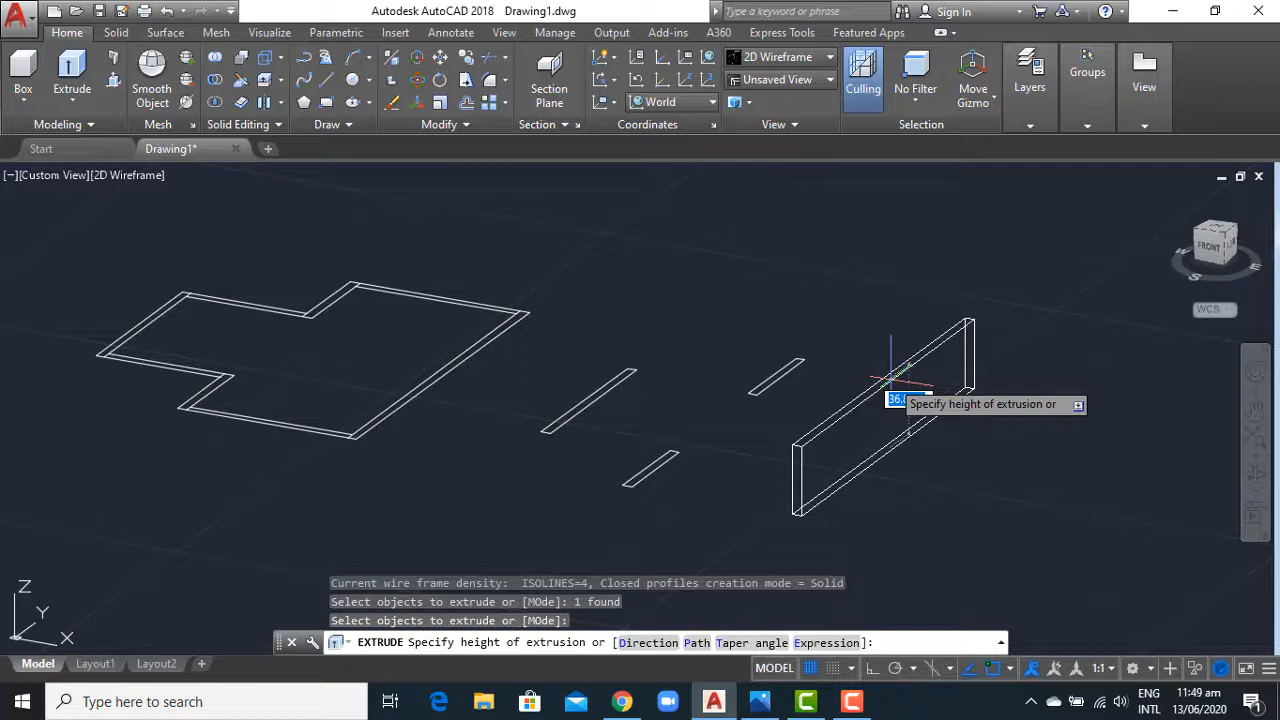 Autodesk AutoCAD 2018 Drawing1.dwg
Type a keyword or phrase
Sign In
Home Solid Surface Mesh Visualize Parametric Insert Annotate View Manage Output Add-ins A360 Express Tools Featured Apps
Box
Extrude
Smooth
Object
Section
Plane
World
2D Wireframe
Unsaved View
Culling
No Filter
Move
Gizmo
Layers
Groups
View
Modeling Mesh Solid Editing Draw Modify Section Coordinates View Selection
Start
Drawing1*
[−][Custom View][2D Wireframe]
FRONT
W
S
E
WCS
Specify height of extrusion or
Z
Y
X
Current wire frame density: ISOLINES=4, Closed profiles creation mode = Solid
Select objects to extrude or [MOde]: 1 found
Select objects to extrude or [MOde]:
EXTRUDE Specify height of extrusion or [Direction Path Taper angle Expression]:
Model Layout1 Layout2
MODEL
1:1
Type here to search
ENG
INTL
11:49 am
13/06/2020
1